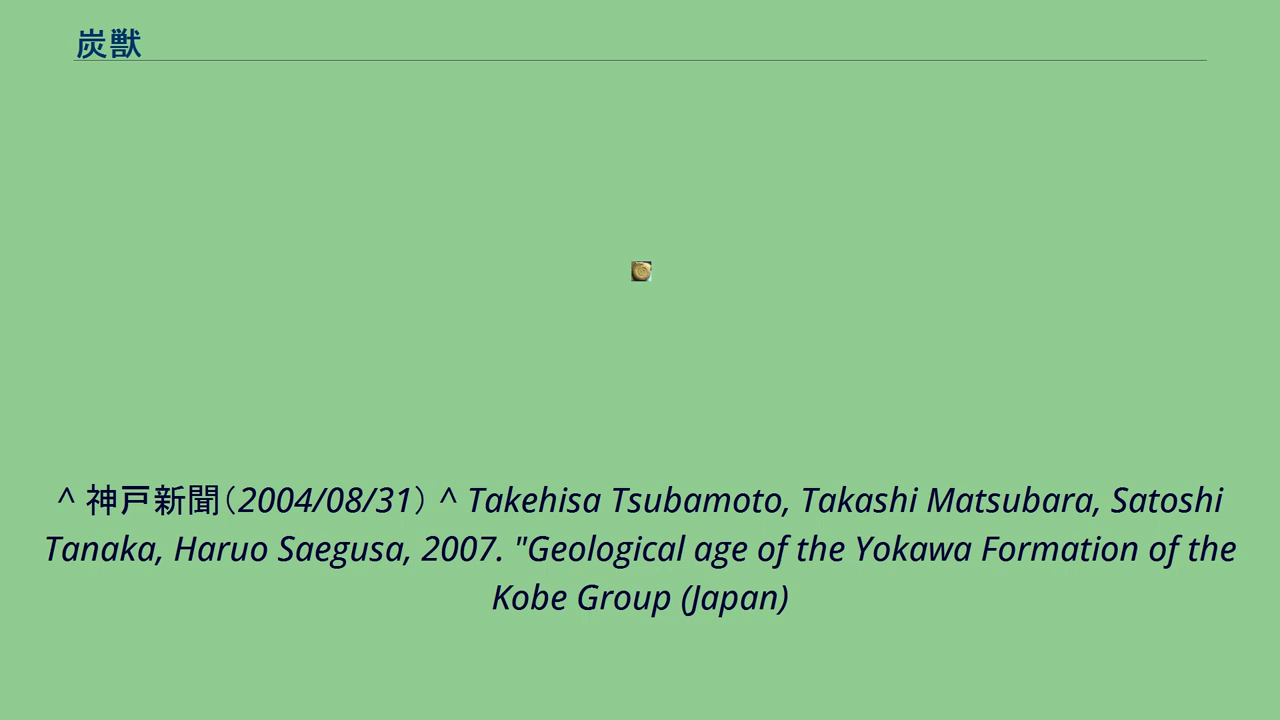 炭獣
^ 神戸新聞（2004/08/31） ^ Takehisa Tsubamoto, Takashi Matsubara, Satoshi
Tanaka, Haruo Saegusa, 2007. "Geological age of the Yokawa Formation of the
Kobe Group (Japan)